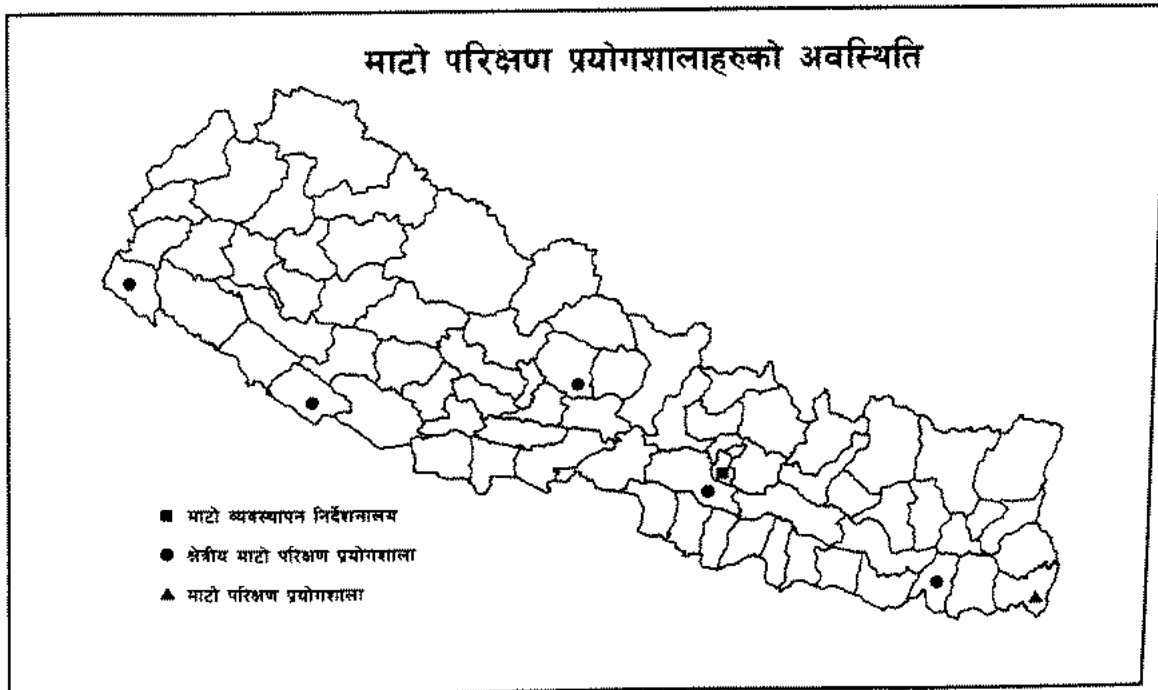 माटो परिक्षण प्रयोगशालाहरुको अवस्थिति
माटो व्यवस्थापन निर्देशनालय
क्षेत्रीय माटो परिक्षण प्रयोगशाला
माटो परिक्षण प्रयोगशाला